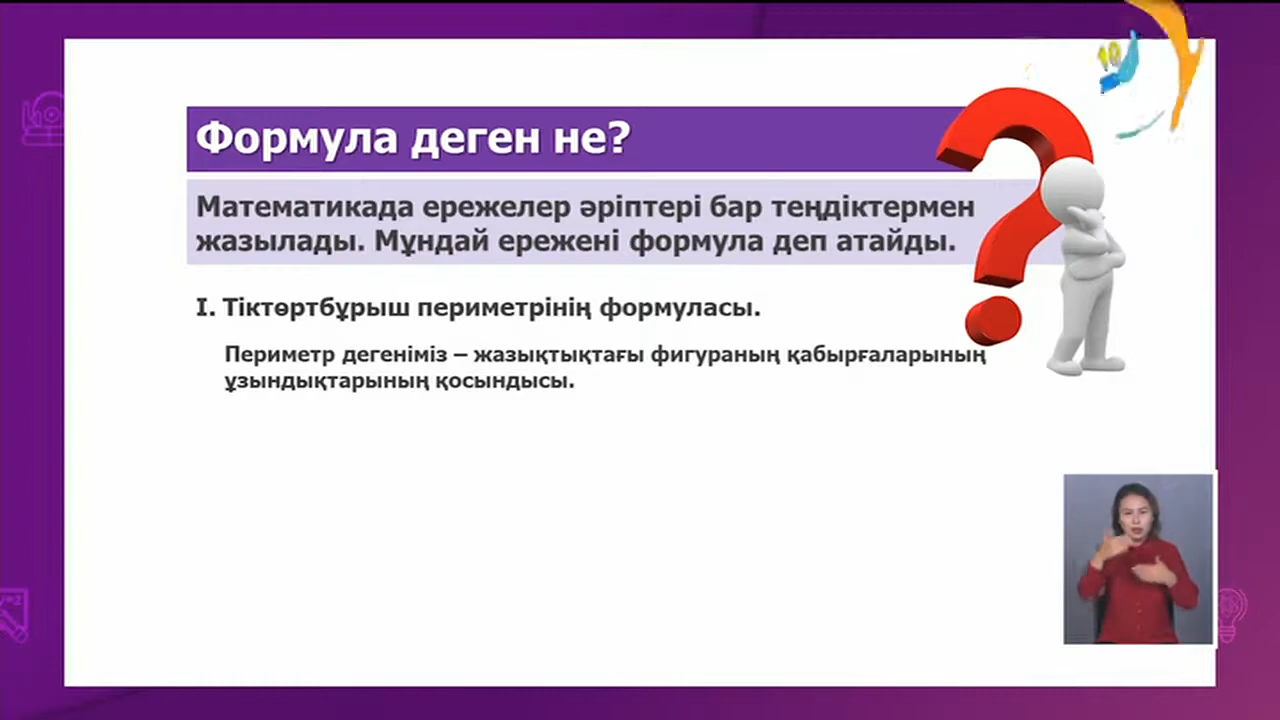 Формула деген не?
Математикада ережелер әріптері бар теңдіктермен
жазылады. Мұндай ережені формула деп атайды.
І. Тіктөртбұрыш периметрінің формуласы.
Периметр дегеніміз – жазықтықтағы фигураның қабырғаларының
ұзындықтарының қосындысы.
10